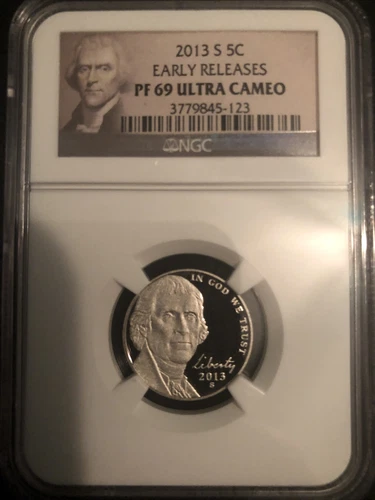 2013 S 5C
EARLY RELEASES
PF 69 ULTRA CAMEO
3779845-123
NGC
IN GOD WE TRUST
Liberty
2013
S